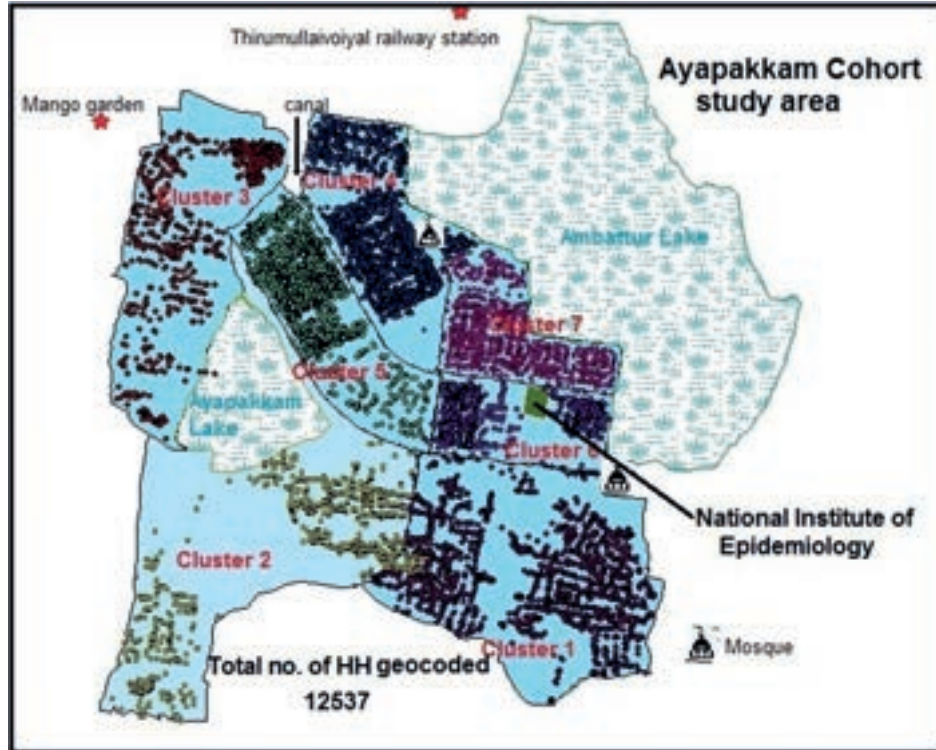 Thirumullaivoiyal railway station
Ayapakkam Cohort
study area
Mango garden
canal
Cluster 3
Cluster 4
Ambattur Lake
Cluster 7
Cluster 5
Ayapakkam
Lake
Cluster 6
National Institute of
Epidemiology
Cluster 2
Cluster 1
Mosque
Total no. of HH geocoded
12537